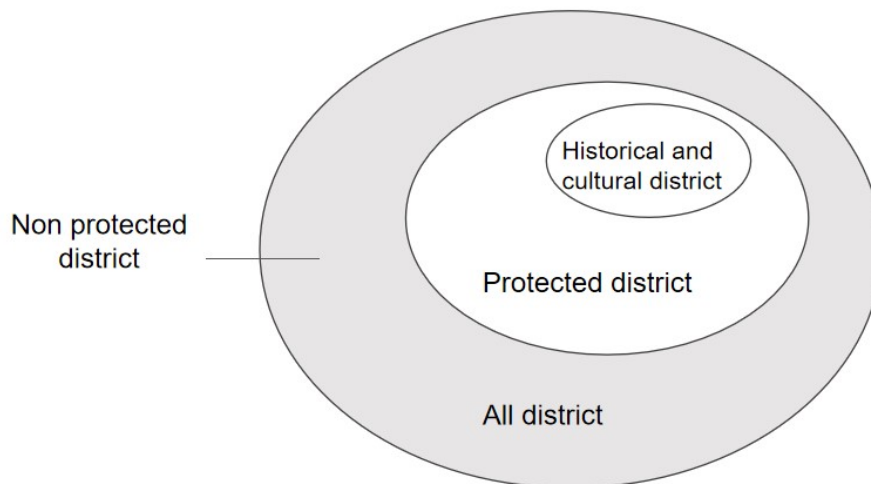 Historical and
cultural district
Non protected
district
Protected district
All district